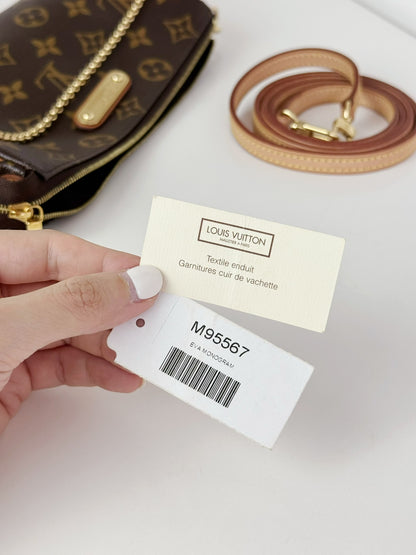 LOUIS VUITTON
MALLETIER A PARIS
Textile enduit
Garnitures cuir de vachette
M95567
EVA MONOGRAM